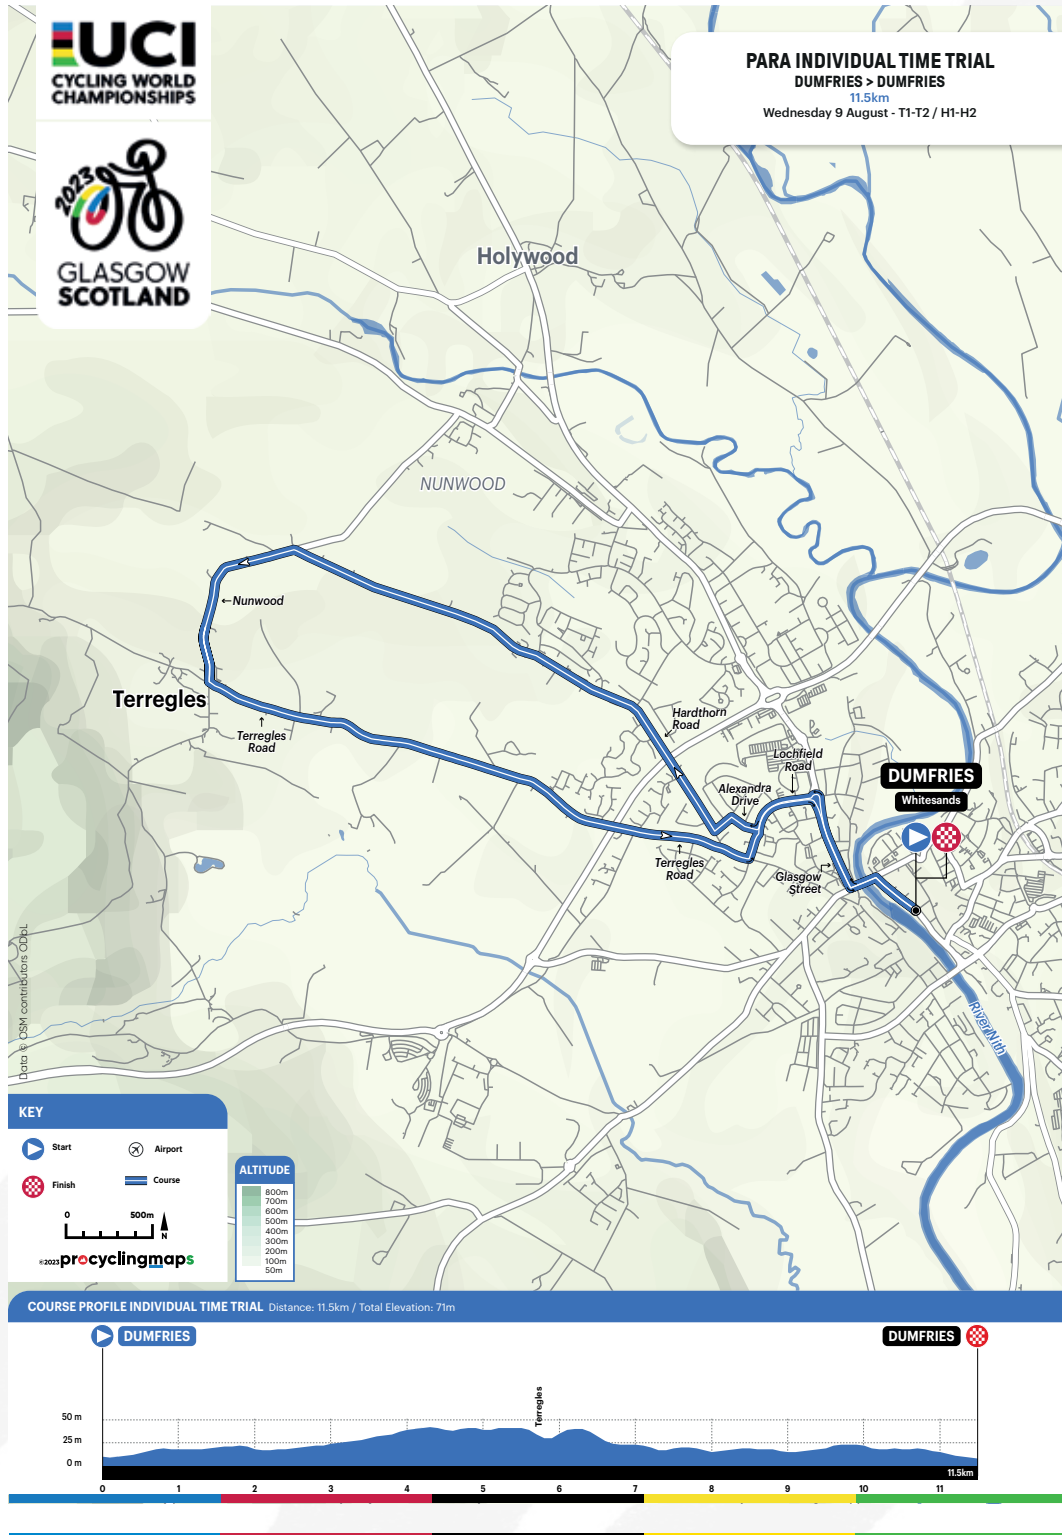 UCI
CYCLING WORLD
CHAMPIONSHIPS
2023
GLASGOW
SCOTLAND
PARA INDIVIDUAL TIME TRIAL
DUMFRIES > DUMFRIES
11.5km
Wednesday 9 August - T1-T2 / H1-H2
Holywood
NUNWOOD
←Nunwood
Terregles
Terregles
Road
Hardthorn
Road
Lochfield
Road
Alexandra
Drive
DUMFRIES
Whitesands
Terregles
Road
Glasgow
Street
River Nith
Data © OSM contributors ODbL
KEY
Start
Airport
Finish
Course
0 500m
N
©2023 procyclingmaps
ALTITUDE
800m
700m
600m
500m
400m
300m
200m
100m
50m
COURSE PROFILE INDIVIDUAL TIME TRIAL Distance: 11.5km / Total Elevation: 71m
DUMFRIES
DUMFRIES
Terregles
50 m
25 m
0 m
11.5km
0 1 2 3 4 5 6 7 8 9 10 11